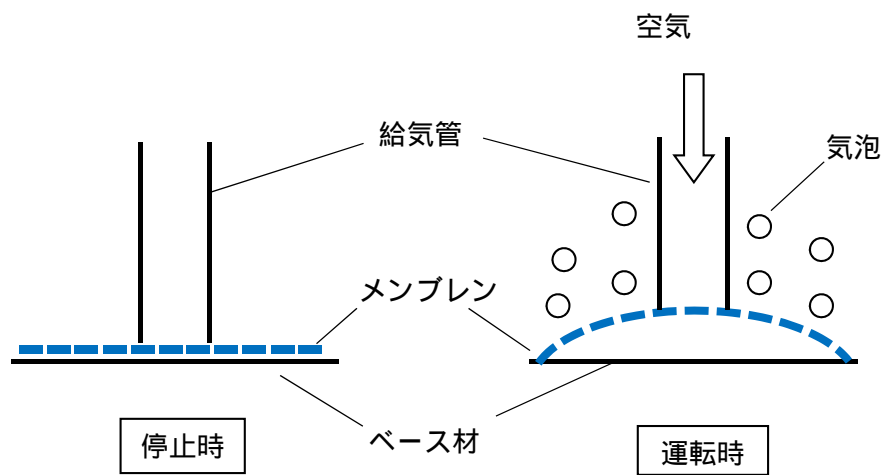 空気
給気管
気泡
メンブレン
ベース材
停止時
運転時